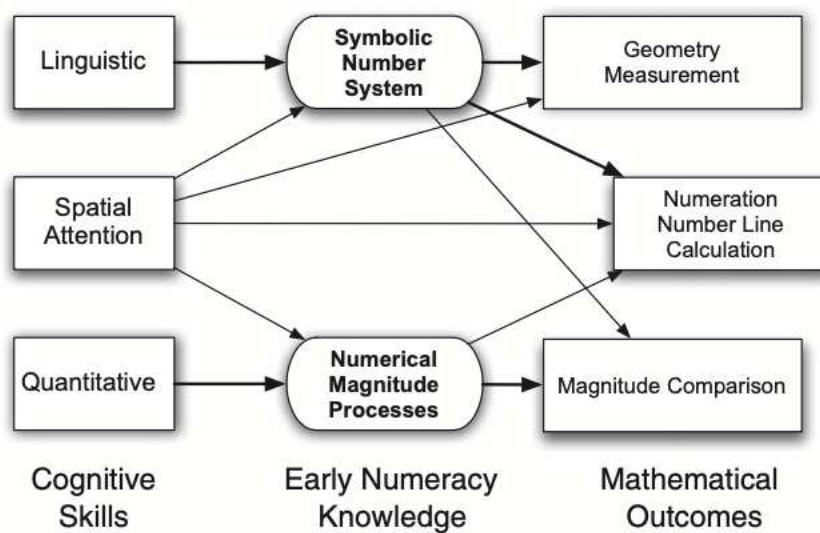 Linguistic
Symbolic
Number
System
Geometry
Measurement
Spatial
Attention
Numeration
Number Line
Calculation
Quantitative
Numerical
Magnitude
Processes
Magnitude Comparison
Cognitive
Skills
Early Numeracy
Knowledge
Mathematical
Outcomes